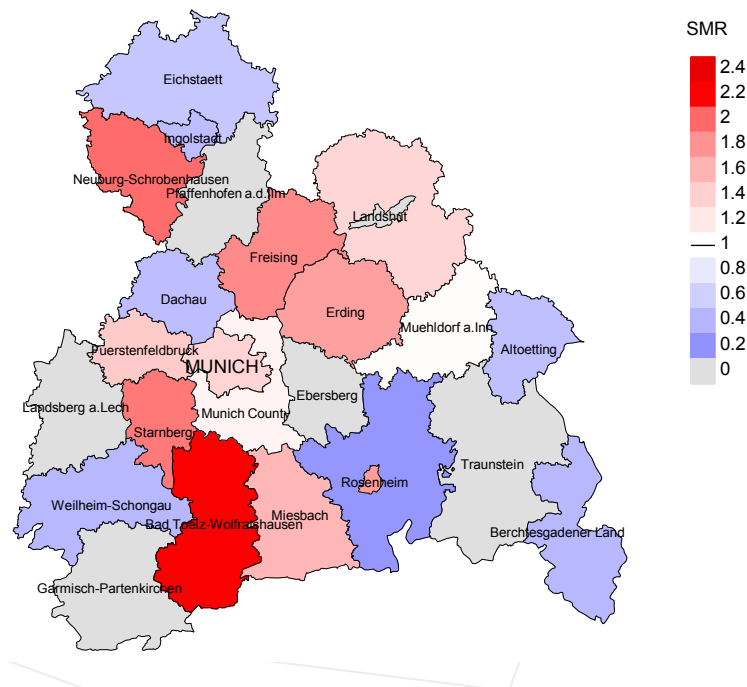 SMR
2.4
2.2
2
1.8
1.6
1.4
1.2
1
0.8
0.6
0.4
0.2
0
Eichstaett
Ingolstadt
Neuburg-Schrobenhausen
Pfaffenhofen a.d.Ilm
Landshut
Freising
Dachau
Erding
Muehldorf a.Inn
Altoetting
Fuerstenfeldbruck
MUNICH
Ebersberg
Landsberg a.Lech
Munich County
Starnberg
Traunstein
Rosenheim
Weilheim-Schongau
Miesbach
Bad Toelz-Wolfratshausen
Berchtesgadener Land
Garmisch-Partenkirchen